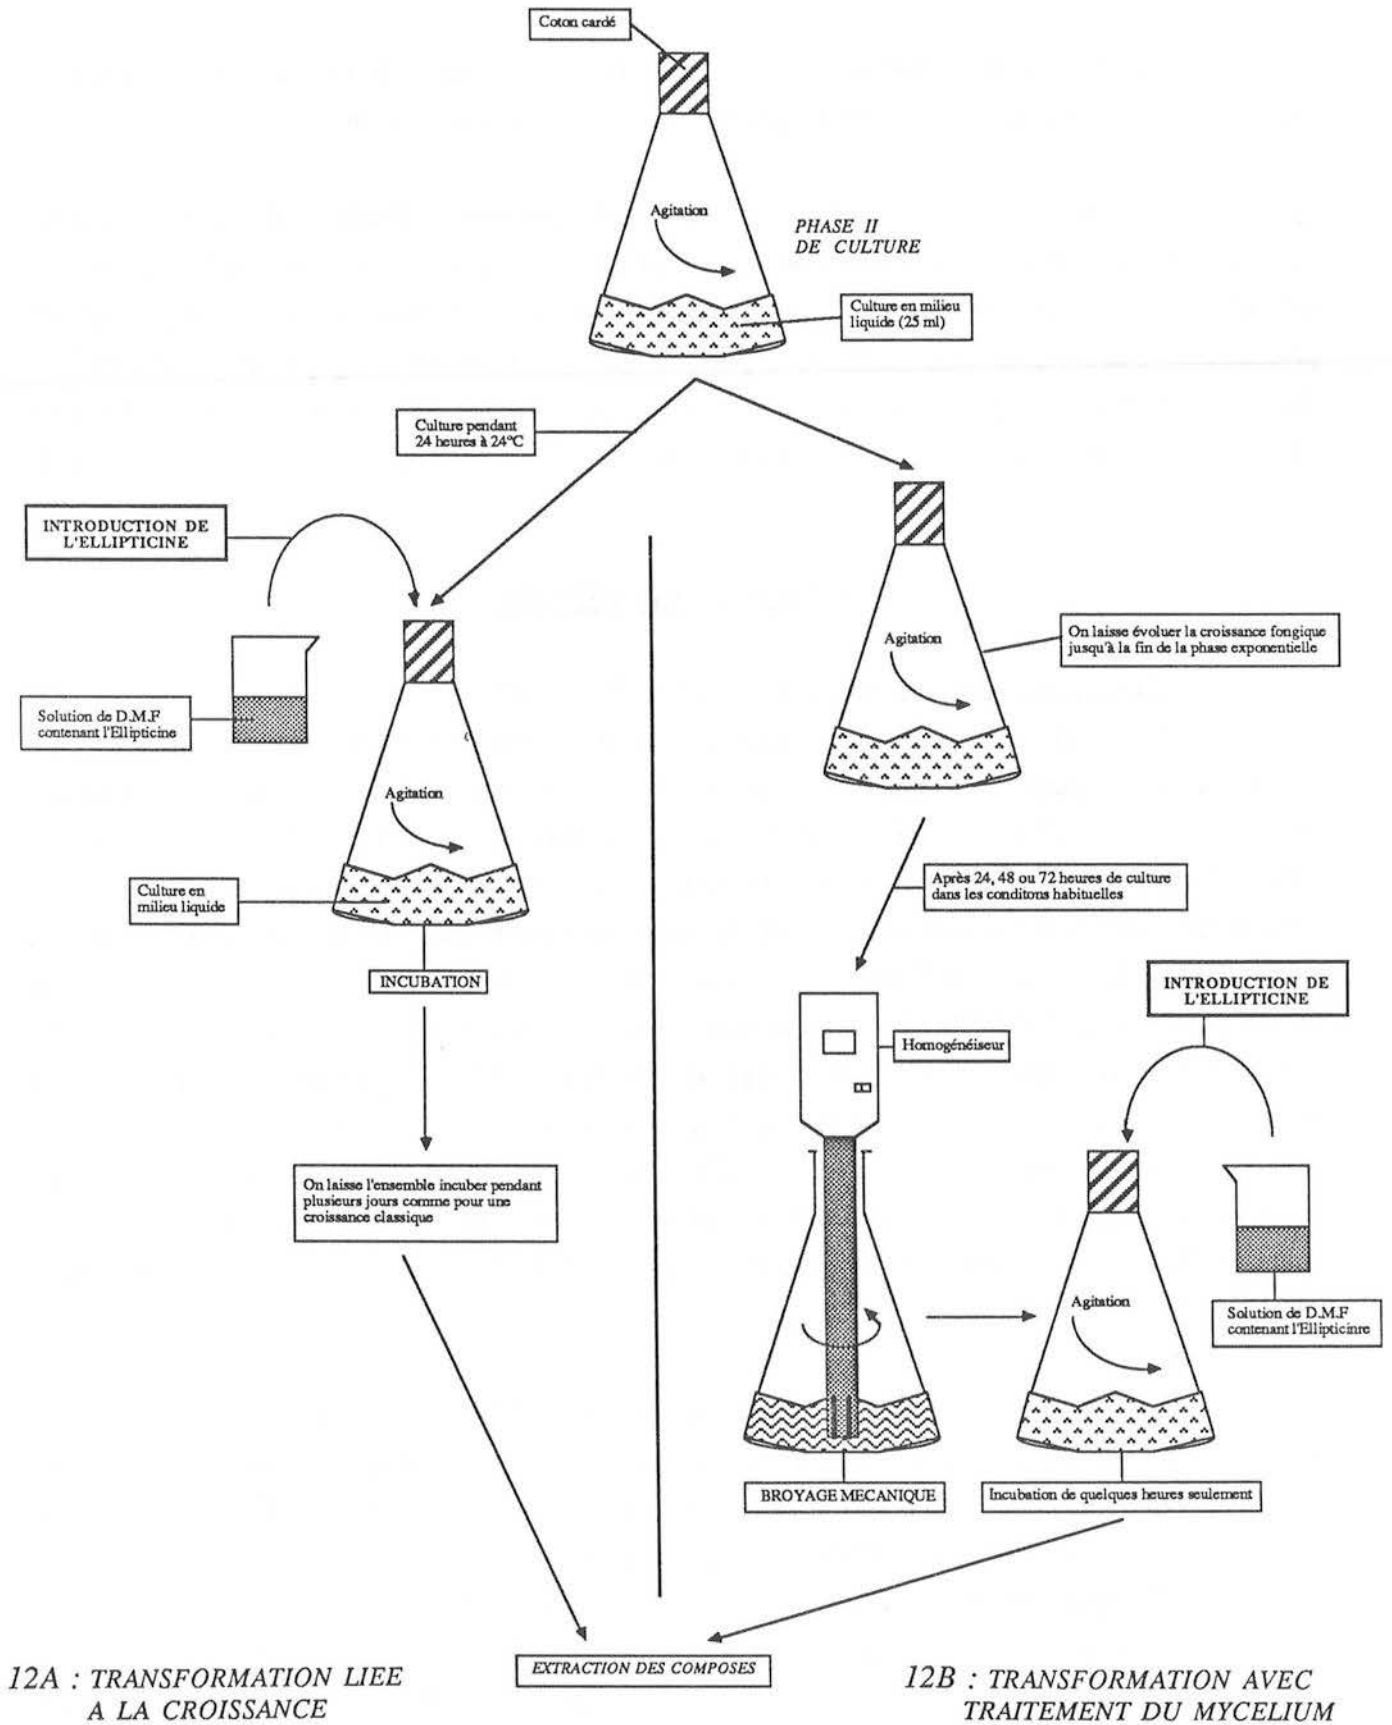 Coton cardé
Agitation
PHASE II
DE CULTURE
Culture en milieu
liquide (25 ml)
Culture pendant
24 heures à 24°C
INTRODUCTION DE
L'ELLIPTICINE
Solution de D.M.F
contenant l'Ellipticine
Agitation
Culture en
milieu liquide
INCUBATION
On laisse l'ensemble incuber pendant
plusieurs jours comme pour une
croissance classique
Agitation
On laisse évoluer la croissance fongique
jusqu'à la fin de la phase exponentielle
Après 24, 48 ou 72 heures de culture
dans les conditons habituelles
Homogénéiseur
INTRODUCTION DE
L'ELLIPTICINE
Agitation
Solution de D.M.F
contenant l'Ellipticinre
BROYAGE MECANIQUE
Incubation de quelques heures seulement
EXTRACTION DES COMPOSES
12A : TRANSFORMATION LIEE
A LA CROISSANCE
12B : TRANSFORMATION AVEC
TRAITEMENT DU MYCELIUM